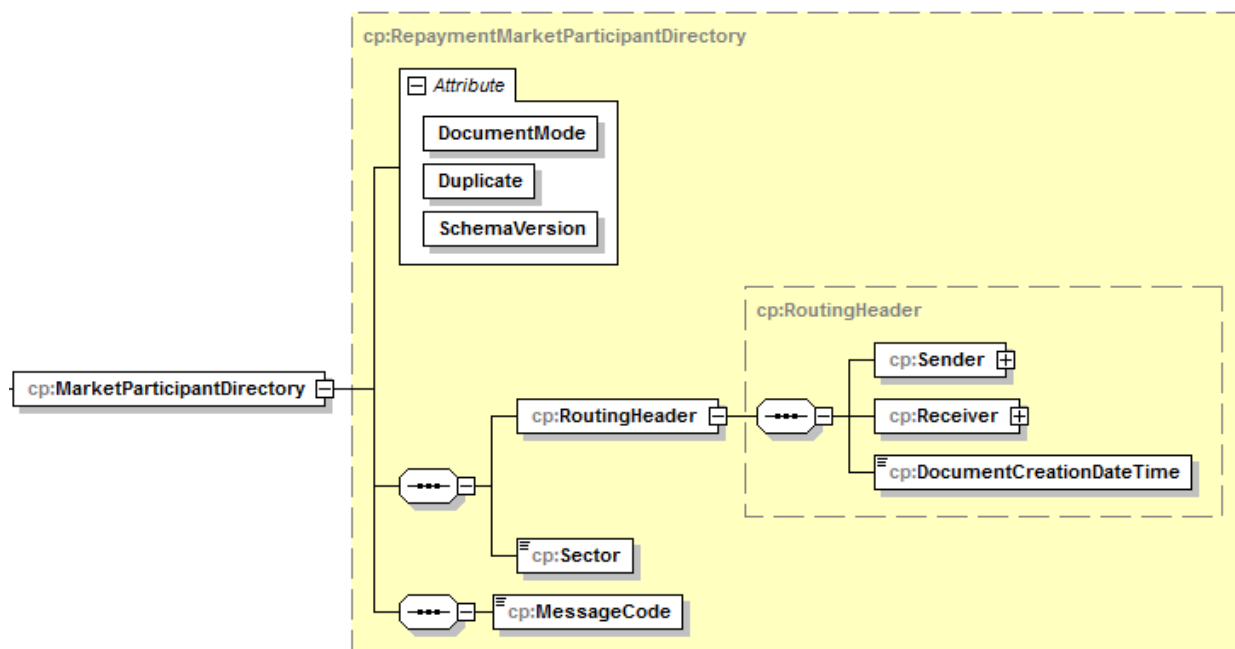 cp:RepaymentMarketParticipantDirectory
Attribute
DocumentMode
Duplicate
SchemaVersion
cp:RoutingHeader
cp:Sender
cp:MarketParticipantDirectory
cp:RoutingHeader
cp:Receiver
cp:DocumentCreationDateTime
cp:Sector
cp:MessageCode